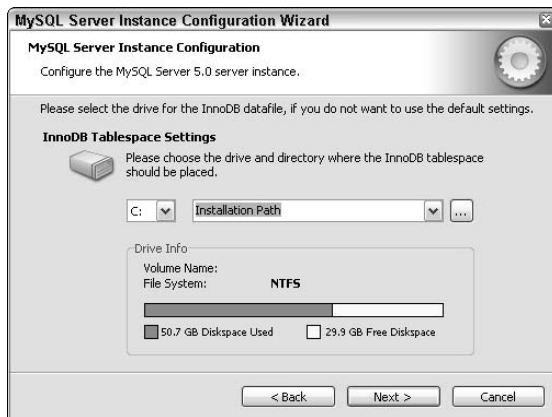 MySQL Server Instance Configuration Wizard
MySQL Server Instance Configuration
Configure the MySQL Server 5.0 server instance.
Please select the drive for the InnoDB datafile, if you do not want to use the default settings.
InnoDB Tablespace Settings
Please choose the drive and directory where the InnoDB tablespace
should be placed.
C: Installation Path ...
Drive Info
Volume Name:
File System: NTFS
50.7 GB Diskspace Used 29.9 GB Free Diskspace
< Back Next > Cancel